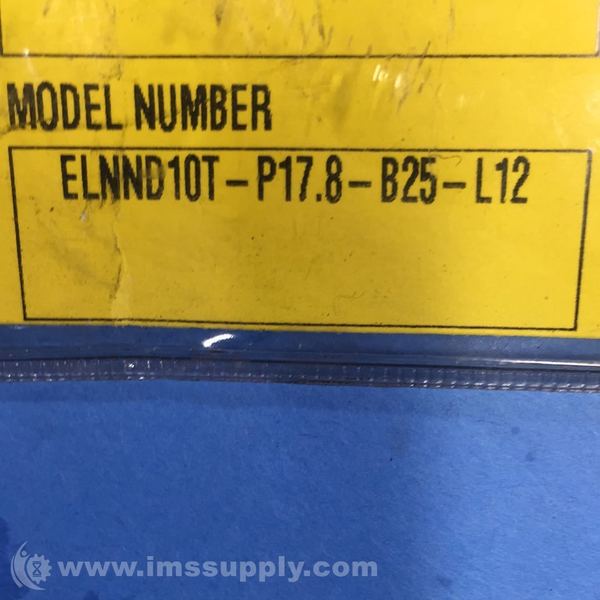 MODEL NUMBER
ELNND10T-P17.8-B25-L12
www.imssupply.com